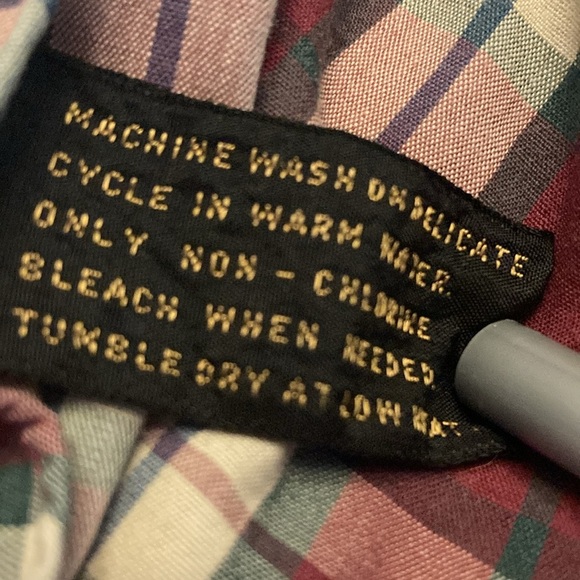 MACHINE WASH ON DELICATE
CYCLE IN WARM WATER.
ONLY NON - CHLORINE
BLEACH WHEN NEEDED.
TUMBLE DRY AT LOW